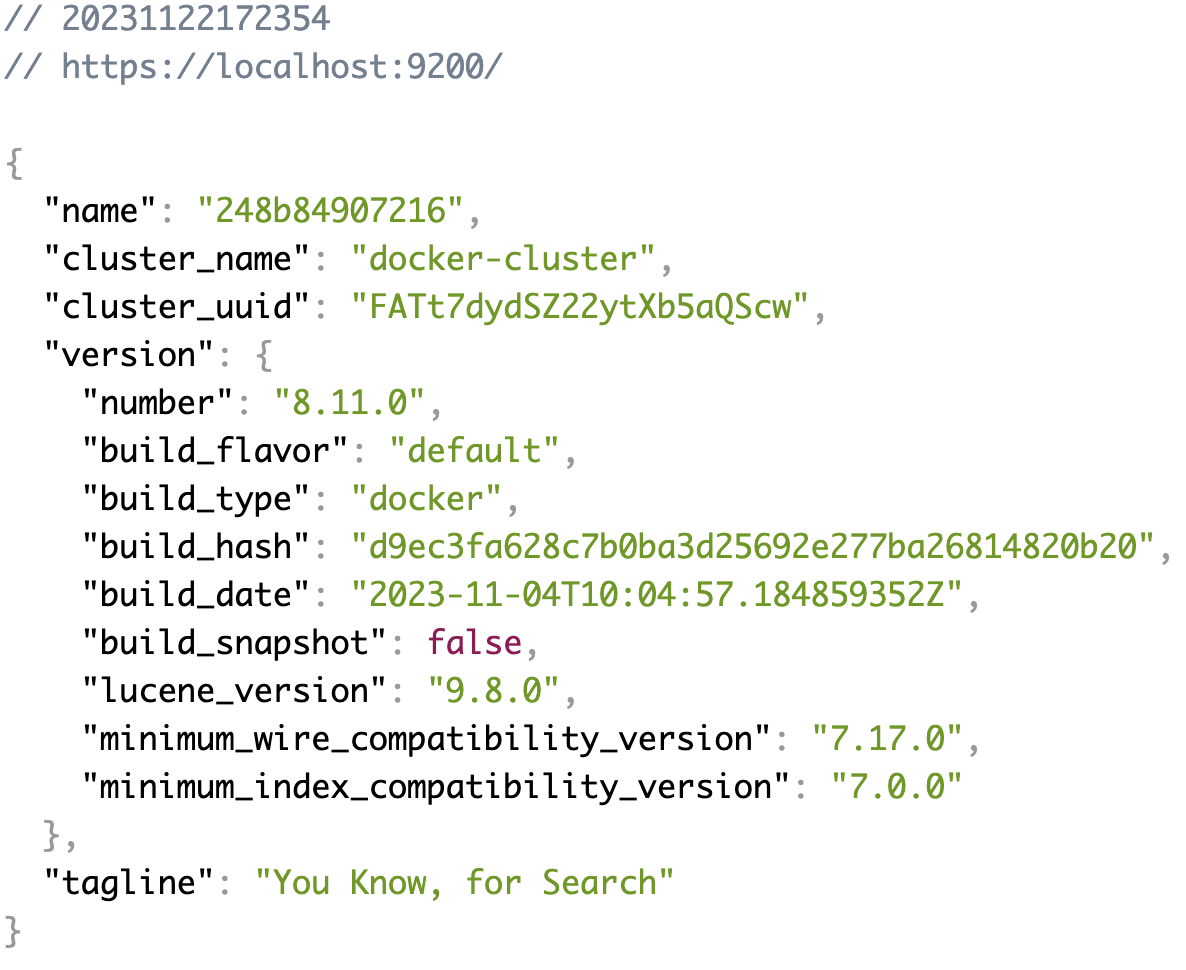 // 20231122172354
// https://localhost:9200/
{
"name": "248b84907216",
"cluster_name": "docker-cluster",
"cluster_uuid": "FATt7dydSZ22ytXb5aQScw",
"version": {
"number": "8.11.0",
"build_flavor": "default",
"build_type": "docker",
"build_hash": "d9ec3fa628c7b0ba3d25692e277ba26814820b20",
"build_date": "2023-11-04T10:04:57.184859352Z",
"build_snapshot": false,
"lucene_version": "9.8.0",
"minimum_wire_compatibility_version": "7.17.0",
"minimum_index_compatibility_version": "7.0.0"
},
"tagline": "You Know, for Search"
}